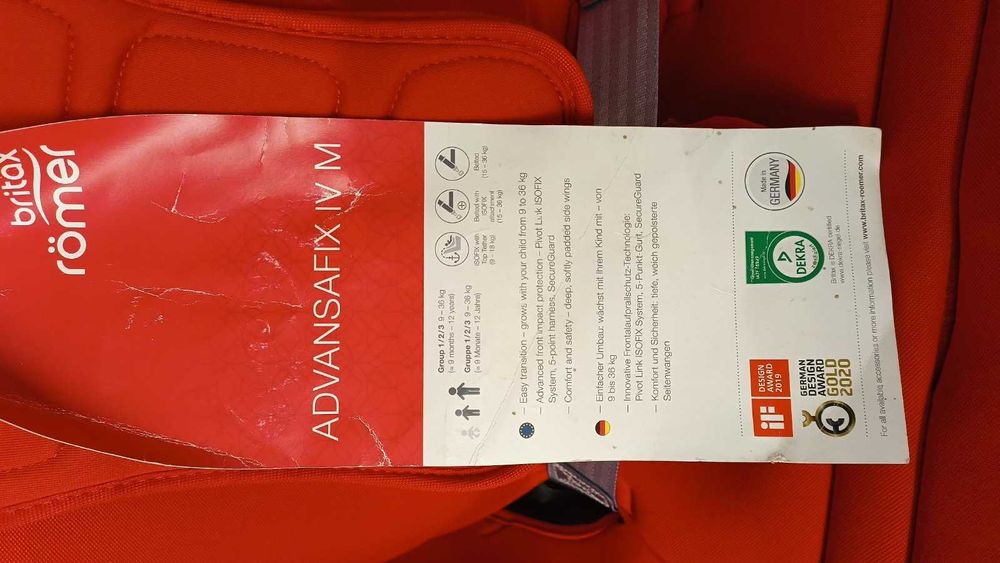 britax
römer
ADVANSAFIX IV M
Group 1/2/3 9 – 36 kg
(≈ 9 months – 12 years)
Gruppe 1/2/3 9 – 36 kg
(≈ 9 Monate – 12 Jahre)
ISOFIX with
Top Tether
(9 – 18 kg)
Belted with
ISOFIX
attachment
(15 – 36 kg)
Belted
(15 – 36 kg)
– Easy transition – grows with your child from 9 to 36 kg
– Advanced front impact protection – Pivot Link ISOFIX
System, 5-point harness, SecureGuard
– Comfort and safety – deep, softly padded side wings
– Einfacher Umbau: wächst mit Ihrem Kind mit – von
9 bis 36 kg
– Innovative Frontalaufprallschutz-Technologie:
Pivot Link ISOFIX System, 5-Punkt-Gurt, SecureGuard
– Komfort und Sicherheit: tiefe, weich gepolsterte
Seitenwangen
iF
DESIGN
AWARD
2019
GERMAN
DESIGN
AWARD
GOLD
2020
DEKRA
Britax is DEKRA certified
www.dekra-siegel.de
Made in
GERMANY
For all available accessories or more information please visit www.britax-roemer.com